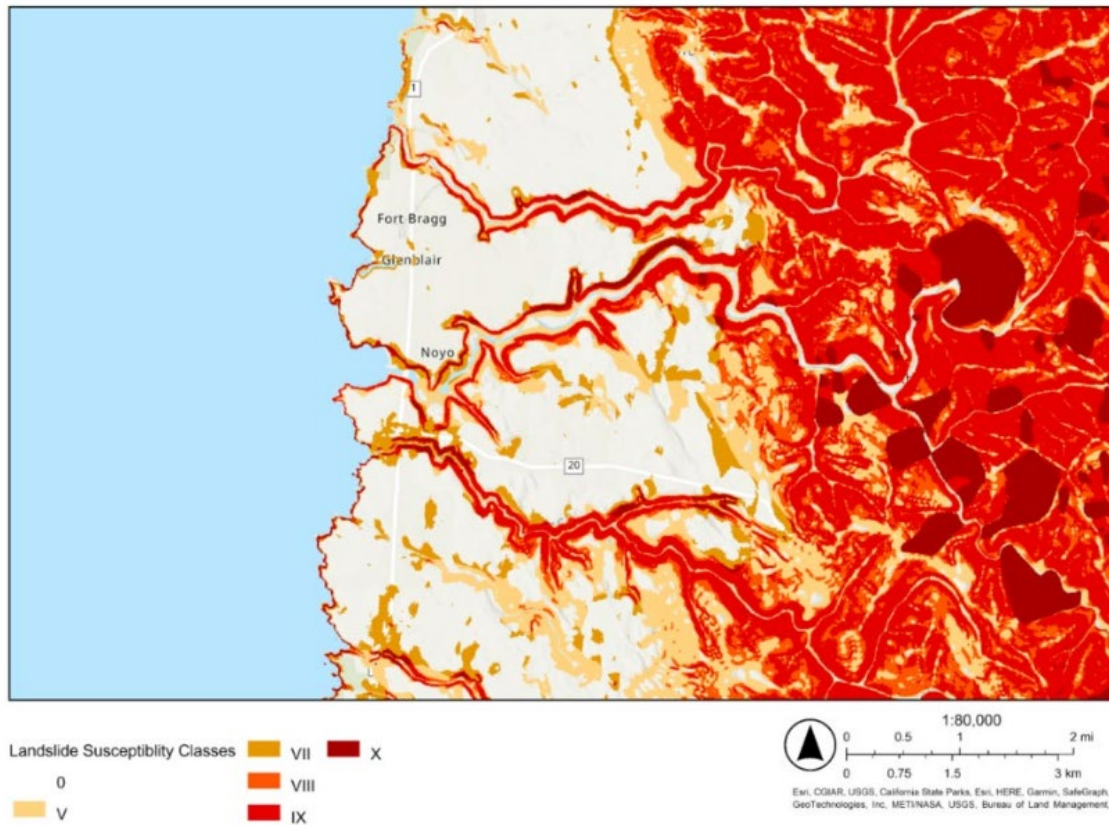 1
Fort Bragg
Glenblair
Noyo
20
Landslide Susceptiblity Classes
0
V
VII
VIII
IX
X
1:80,000
0 0.5 1 2 mi
0 0.75 1.5 3 km
Esri, CGIAR, USGS, California State Parks, Esri, HERE, Garmin, SafeGraph,
GeoTechnologies, Inc, METI/NASA, USGS, Bureau of Land Management,